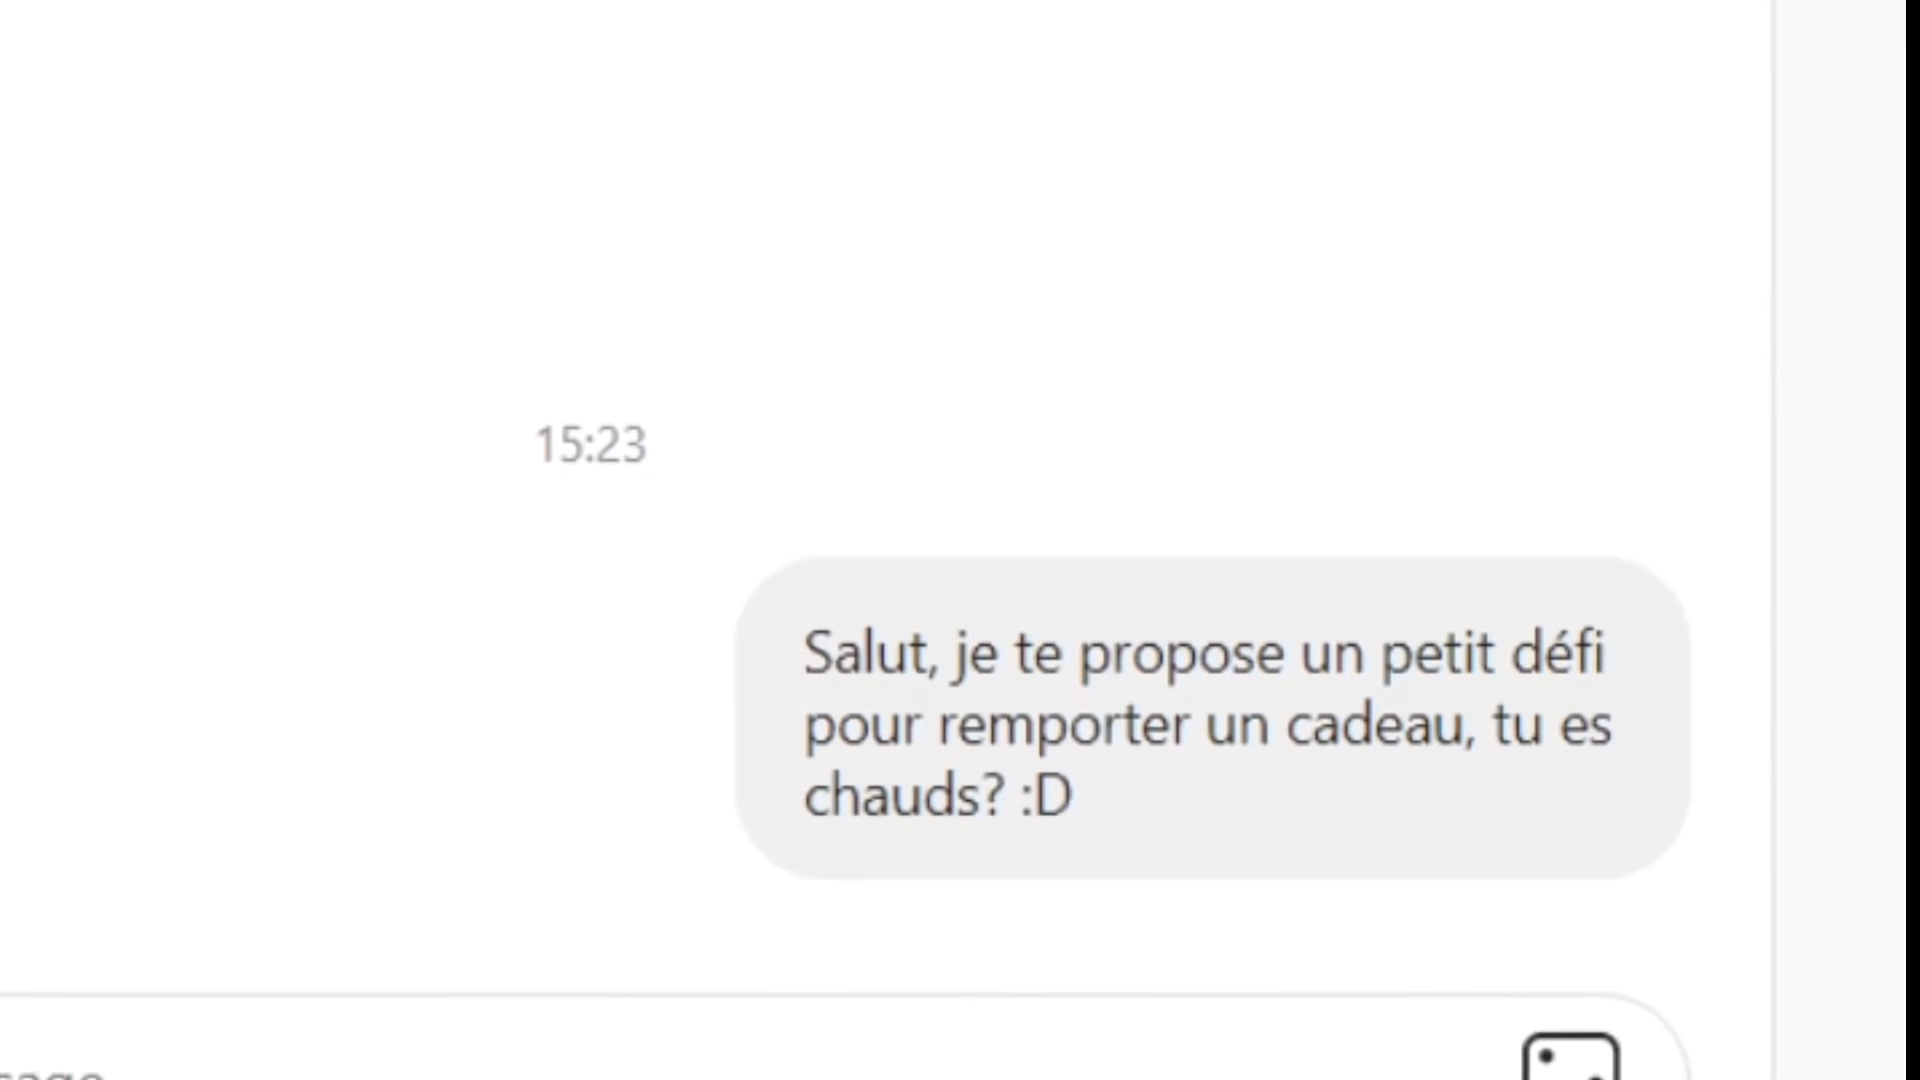 15:23
Salut, je te propose un petit défi
pour remporter un cadeau, tu es
chauds? :D